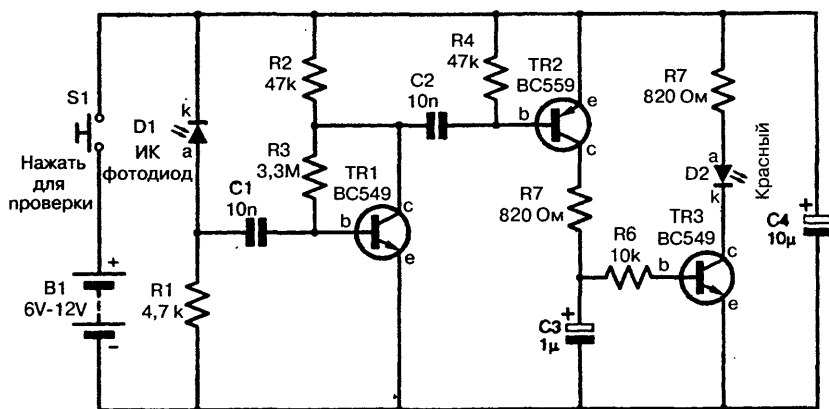 S1
Нажать
для
проверки
B1
6V-12V
+
−
k
D1
a
ИК
фотодиод
R1
4,7 k
C1
10n
R2
47k
R3
3,3M
b
TR1
BC549
c
e
C2
10n
R4
47k
b
TR2
BC559
e
c
R7
820 Ом
R6
10k
+
C3
1μ
b
TR3
BC549
c
e
R7
820 Ом
a
D2
k
Красный
+
C4
10μ